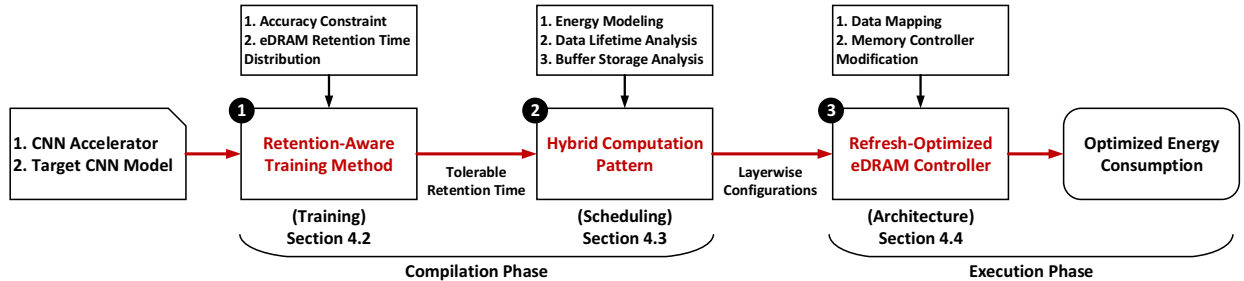 1. Accuracy Constraint
2. eDRAM Retention Time
Distribution
1. Energy Modeling
2. Data Lifetime Analysis
3. Buffer Storage Analysis
1. Data Mapping
2. Memory Controller
Modification
1. CNN Accelerator
2. Target CNN Model
1
Retention-Aware
Training Method
Tolerable
Retention Time
2
Hybrid Computation
Pattern
Layerwise
Configurations
3
Refresh-Optimized
eDRAM Controller
Optimized Energy
Consumption
(Training)
Section 4.2
(Scheduling)
Section 4.3
(Architecture)
Section 4.4
Compilation Phase
Execution Phase